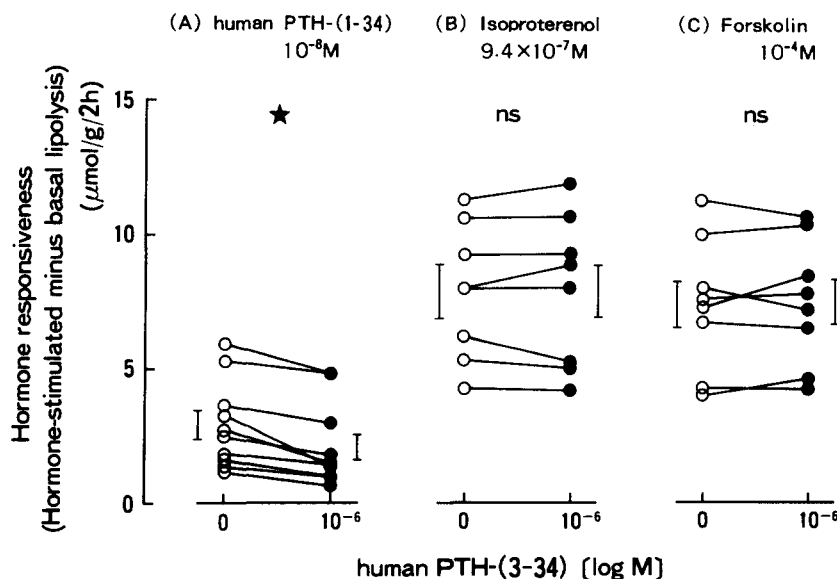 (A) human PTH-(1-34) (B) Isoproterenol (C) Forskolin
10⁻⁸M 9.4×10⁻⁷M 10⁻⁴M
Hormone responsiveness
(Hormone-stimulated minus basal lipolysis)
(μmol/g/2h)
15
10
5
0
★ ns ns
0 10⁻⁶ 0 10⁻⁶ 0 10⁻⁶
human PTH-(3-34) [log M]